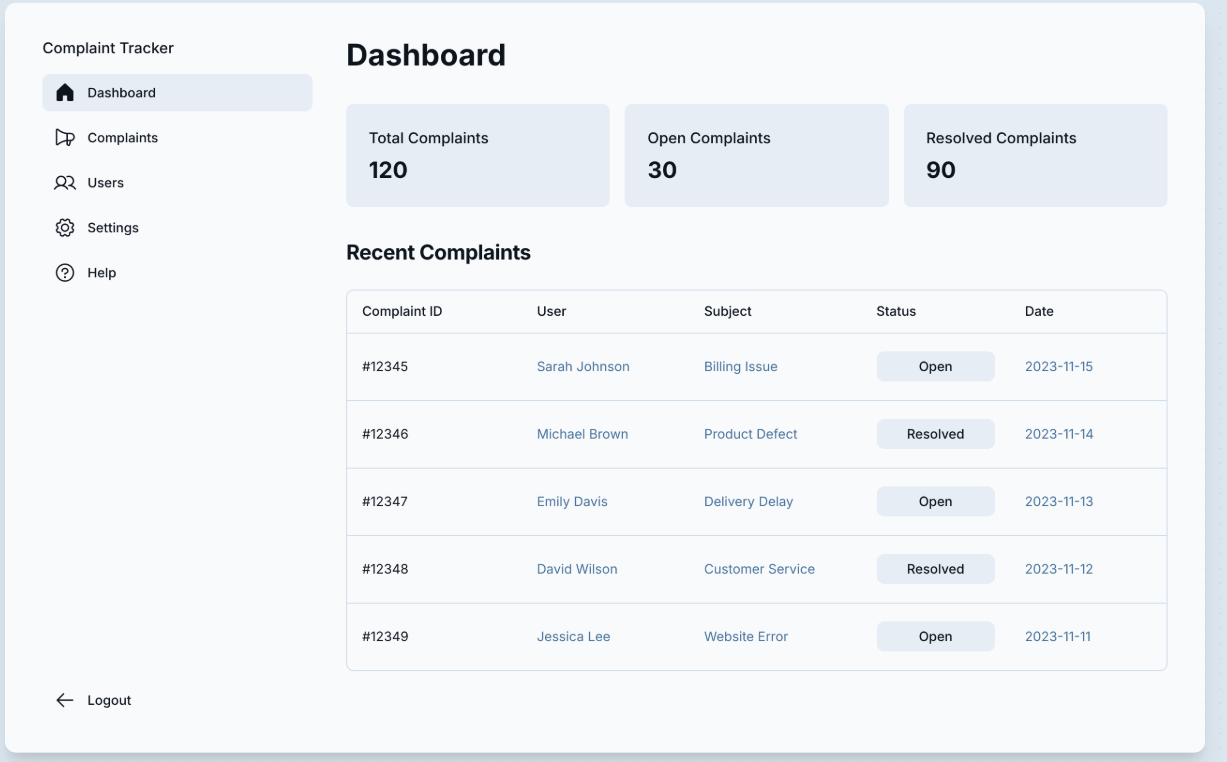 Complaint Tracker
Dashboard
Complaints
Users
Settings
Help
Logout
Dashboard
Total Complaints
120
Open Complaints
30
Resolved Complaints
90
Recent Complaints
Complaint ID User Subject Status Date
#12345 Sarah Johnson Billing Issue Open 2023-11-15
#12346 Michael Brown Product Defect Resolved 2023-11-14
#12347 Emily Davis Delivery Delay Open 2023-11-13
#12348 David Wilson Customer Service Resolved 2023-11-12
#12349 Jessica Lee Website Error Open 2023-11-11